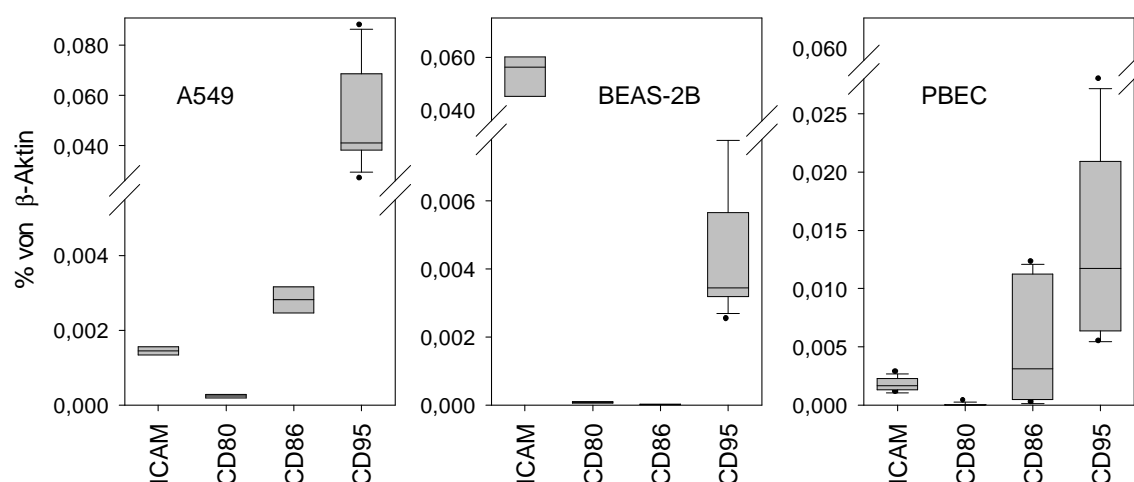 % von β-Aktin
0,080
0,060
0,040
0,004
0,002
0,000
A549
ICAM
CD80
CD86
CD95
0,060
0,040
0,006
0,004
0,002
0,000
BEAS-2B
ICAM
CD80
CD86
CD95
0,060
0,025
0,020
0,015
0,010
0,005
0,000
PBEC
ICAM
CD80
CD86
CD95